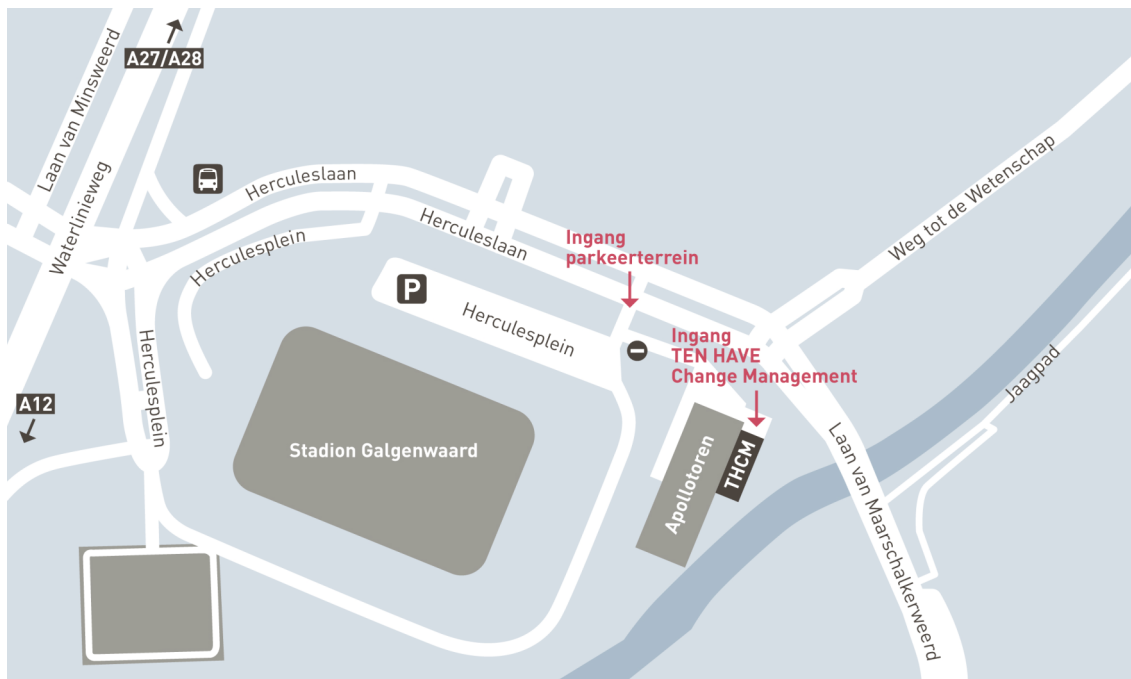 A27/A28
Laan van Minsweerd
Waterlinieweg
Herculeslaan
Herculesplein
Herculeslaan
Ingang
parkeerterrein
Weg tot de Wetenschap
P
Herculesplein
Herculesplein
Ingang
TEN HAVE
Change Management
Jaagpad
A12
Stadion Galgenwaard
Apollotoren
THCM
Laan van Maarschalkerweerd